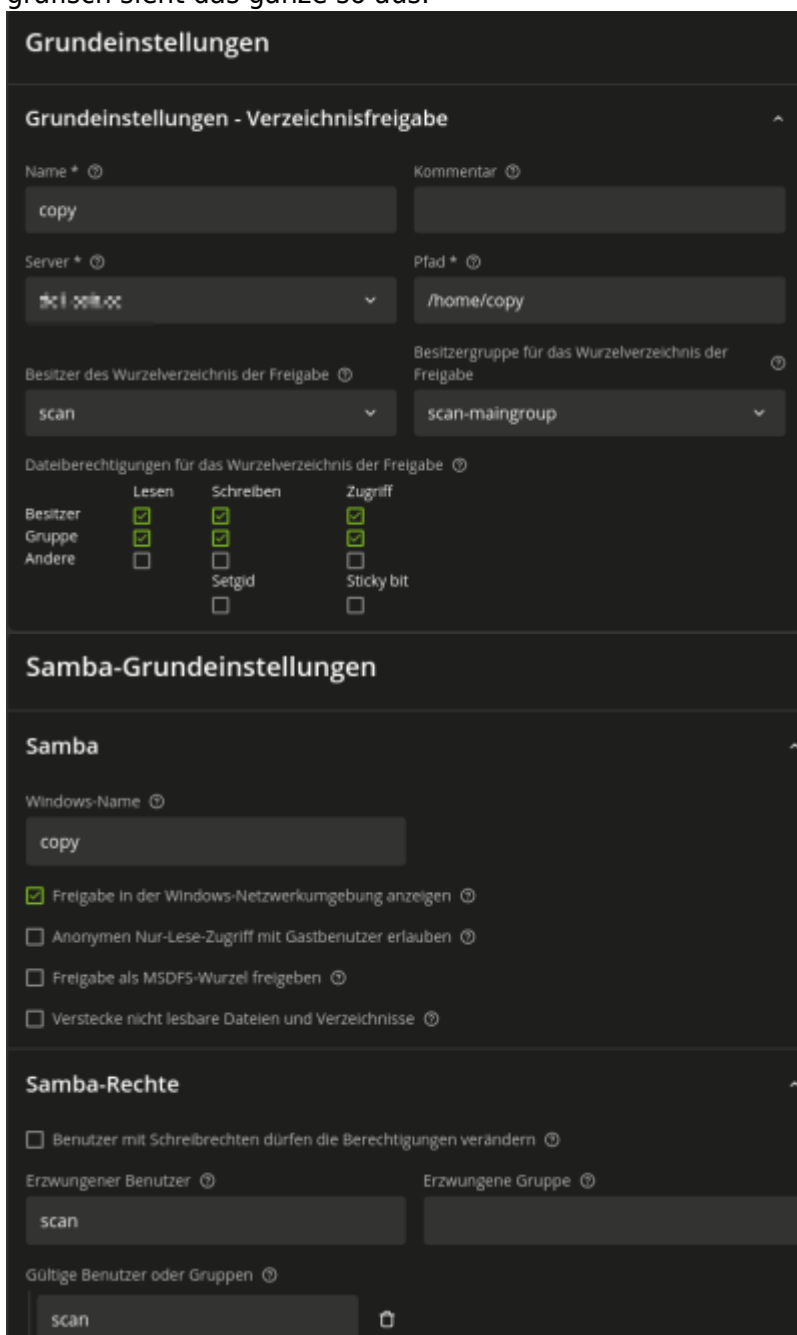 grafisch sieht das ganze so aus:
Grundeinstellungen
Grundeinstellungen - Verzeichnisfreigabe
Name *
Kommentar
copy
Server *
Pfad *
/home/copy
Besitzer des Wurzelverzeichnis der Freigabe
Besitzergruppe für das Wurzelverzeichnis der
Freigabe
scan
scan-maingroup
Dateiberechtigungen für das Wurzelverzeichnis der Freigabe
Lesen Schreiben Zugriff
Besitzer
Gruppe
Andere
Setgid Sticky bit
Samba-Grundeinstellungen
Samba
Windows-Name
copy
Freigabe in der Windows-Netzwerkumgebung anzeigen
Anonymen Nur-Lese-Zugriff mit Gastbenutzer erlauben
Freigabe als MSDFS-Wurzel freigeben
Verstecke nicht lesbare Dateien und Verzeichnisse
Samba-Rechte
Benutzer mit Schreibrechten dürfen die Berechtigungen verändern
Erzwungener Benutzer
Erzwungene Gruppe
scan
Gültige Benutzer oder Gruppen
scan